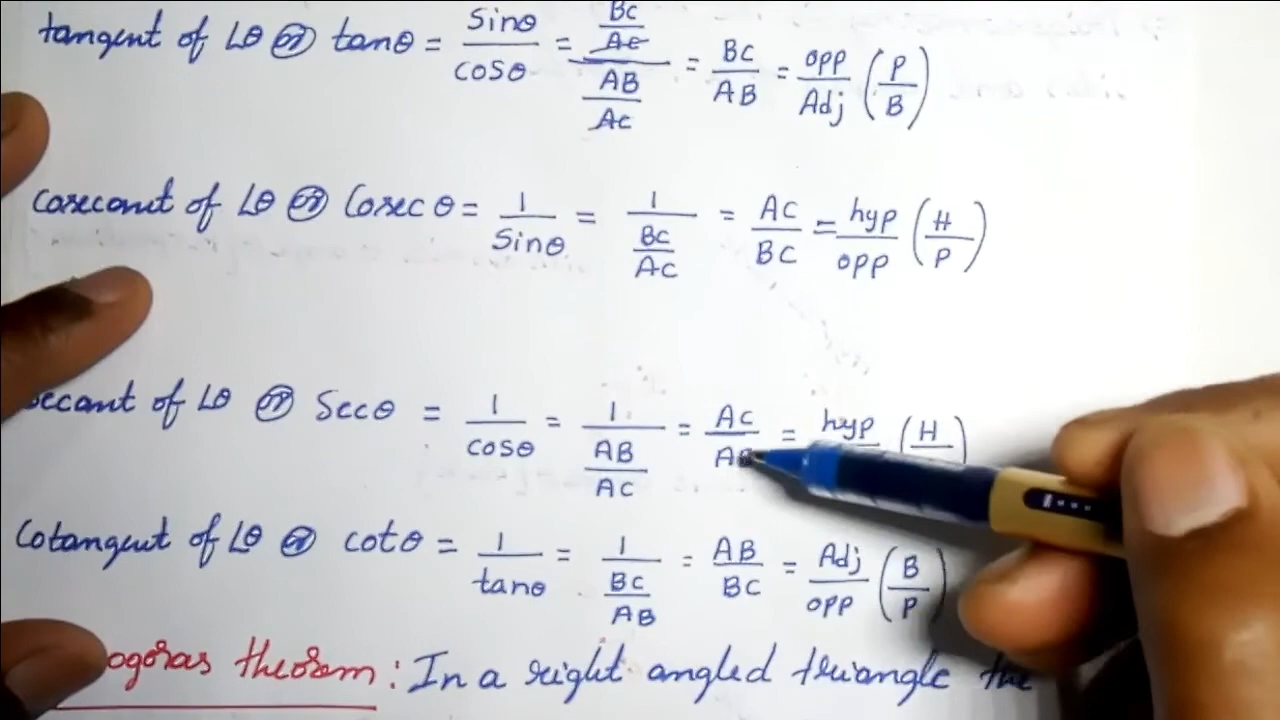 tangent of ∠θ or tanθ = Sinθ/cosθ = (BC/AC)/(AB/AC) = BC/AB = opp/Adj (P/B)
cosecant of ∠θ or Cosec θ = 1/Sinθ = 1/(BC/AC) = AC/BC = hyp/opp (H/P)
secant of ∠θ or Secθ = 1/cosθ = 1/(AB/AC) = AC/AB = hyp (H
Cotangent of ∠θ or cotθ = 1/tanθ = 1/(BC/AB) = AB/BC = Adj/opp (B/P)
ogoras theorem : In a right angled triangle the